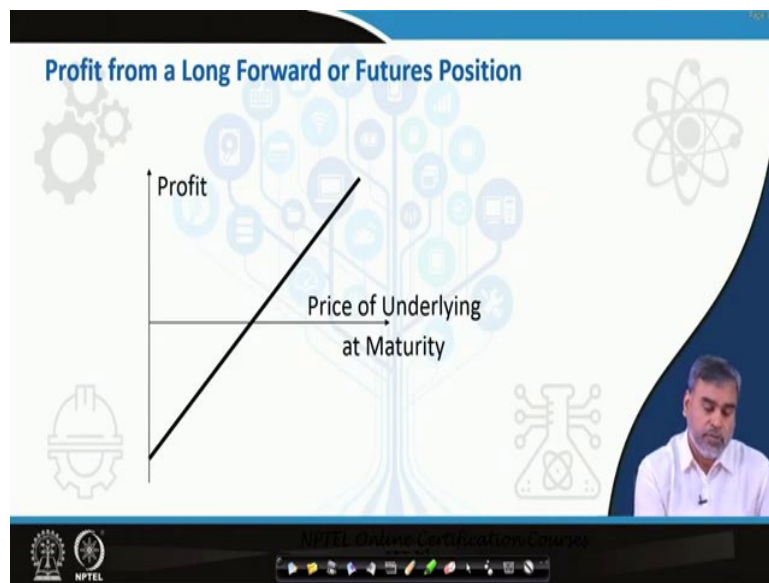 Profit from a Long Forward or Futures Position
Profit
Price of Underlying
at Maturity
NPTEL Online Certification Courses
NPTEL